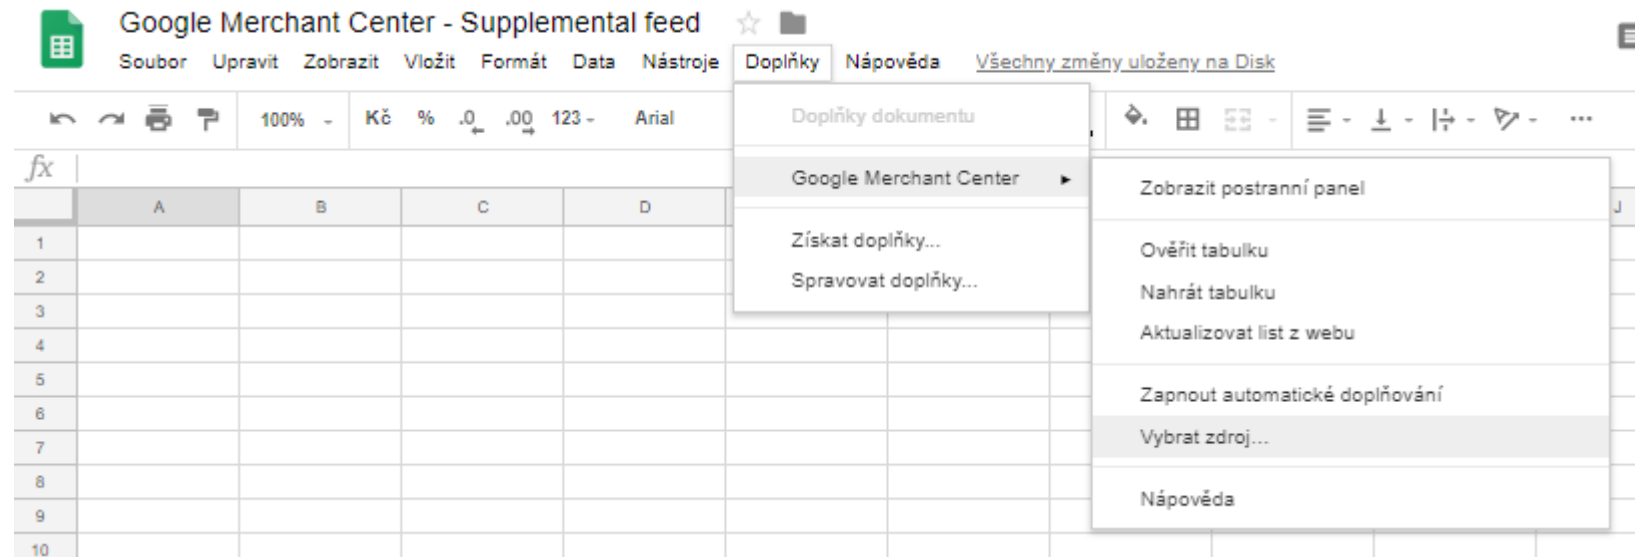 Google Merchant Center - Supplemental feed
Soubor Upravit Zobrazit Vložit Formát Data Nástroje Doplňky Nápověda Všechny změny uloženy na Disk
100% Kč % .0 .00 123 Arial
Doplňky dokumentu
Google Merchant Center
Získat doplňky...
Spravovat doplňky...
Zobrazit postranní panel
Ověřit tabulku
Nahrát tabulku
Aktualizovat list z webu
Zapnout automatické doplňování
Vybrat zdroj...
Nápověda
fx
A B C D J
1
2
3
4
5
6
7
8
9
10